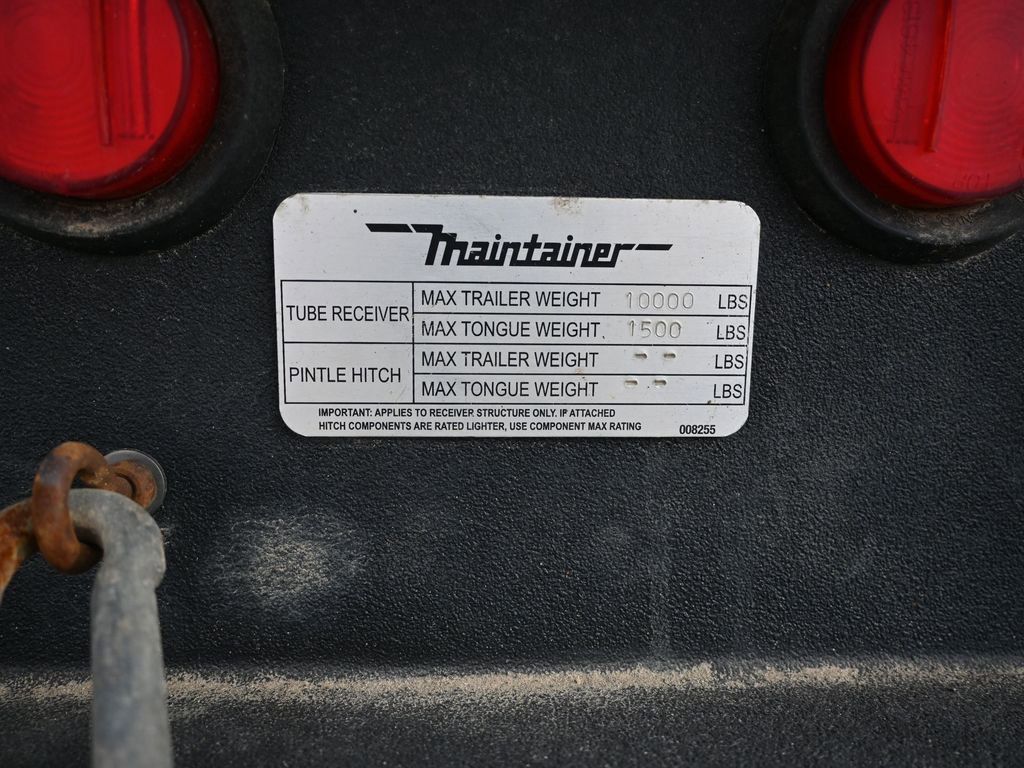 Maintainer
TUBE RECEIVER
MAX TRAILER WEIGHT 10000 LBS
MAX TONGUE WEIGHT 1500 LBS
PINTLE HITCH
MAX TRAILER WEIGHT - - LBS
MAX TONGUE WEIGHT - - LBS
IMPORTANT: APPLIES TO RECEIVER STRUCTURE ONLY. IF ATTACHED
HITCH COMPONENTS ARE RATED LIGHTER, USE COMPONENT MAX RATING
008255